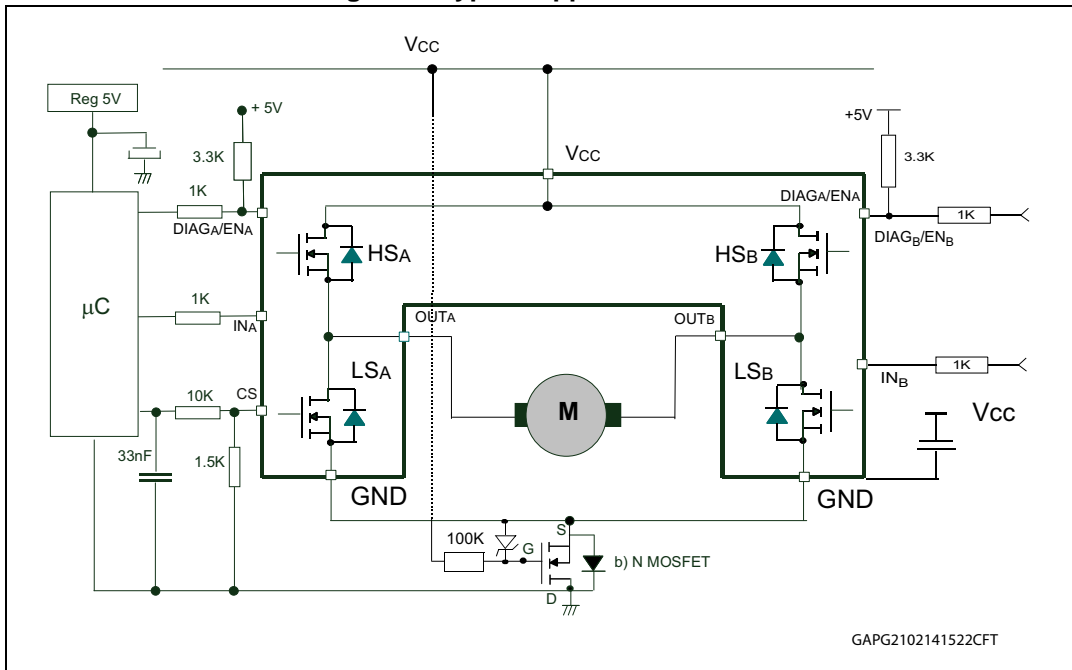 VCC
Reg 5V
+ 5V
+5V
3.3K
VCC
3.3K
1K
DIAGA/ENA
1K
DIAGA/ENA
DIAGB/ENB
HSA
HSB
µC
1K
INA
OUTA
OUTB
LSA
LSB
1K
INB
CS
10K
M
VCC
33nF
1.5K
GND
GND
100K
S
G
b) N MOSFET
D
GAPG2102141522CFT